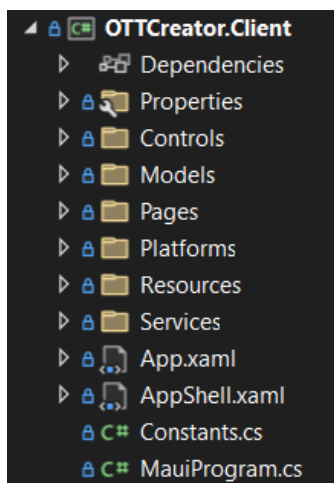 C# OTTCreator.Client
Dependencies
Properties
Controls
Models
Pages
Platforms
Resources
Services
App.xaml
AppShell.xaml
C# Constants.cs
C# MauiProgram.cs